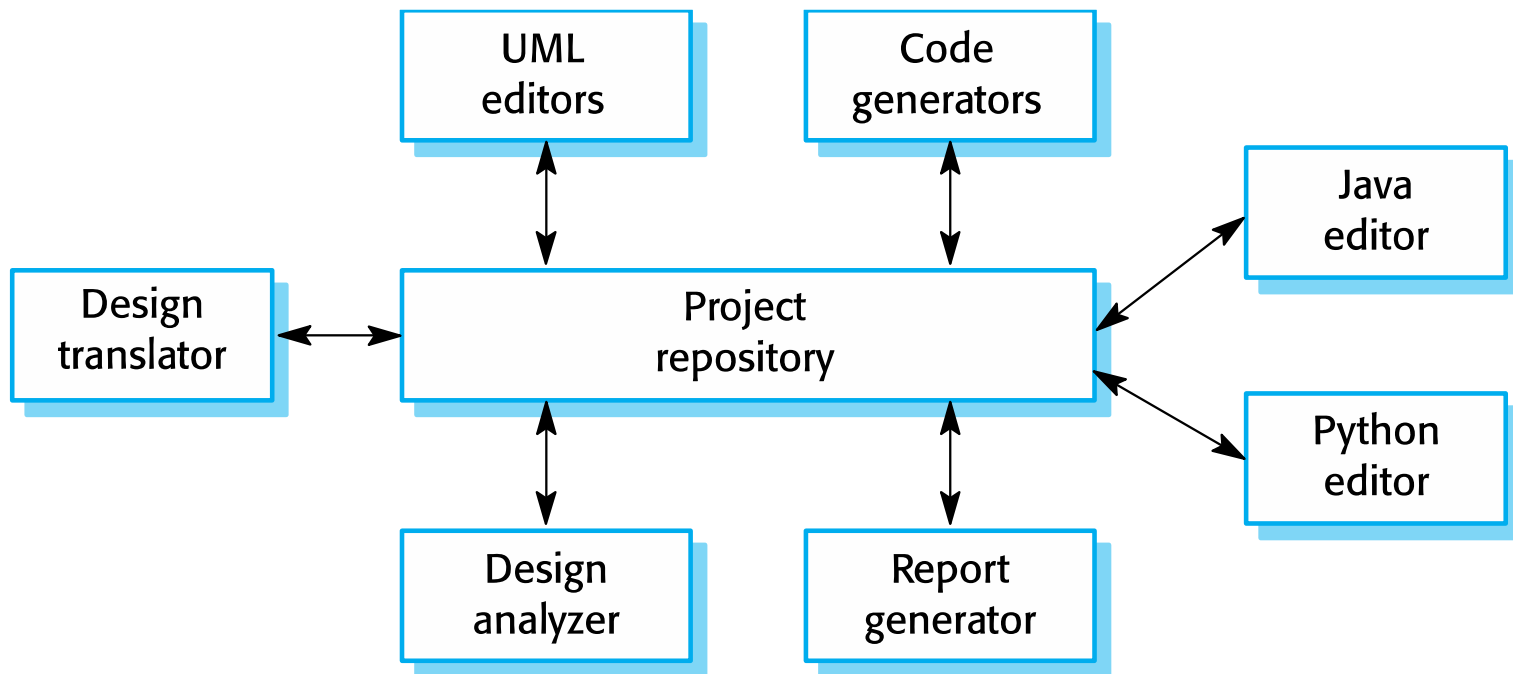 UML
editors
Code
generators
Java
editor
Design
translator
Project
repository
Python
editor
Design
analyzer
Report
generator